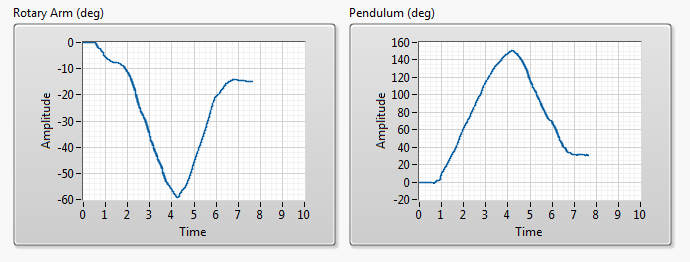 Rotary Arm (deg)
Pendulum (deg)
Amplitude
0
-10
-20
-30
-40
-50
-60
0 1 2 3 4 5 6 7 8 9 10
Time
Amplitude
160
140
120
100
80
60
40
20
0
-20
0 1 2 3 4 5 6 7 8 9 10
Time